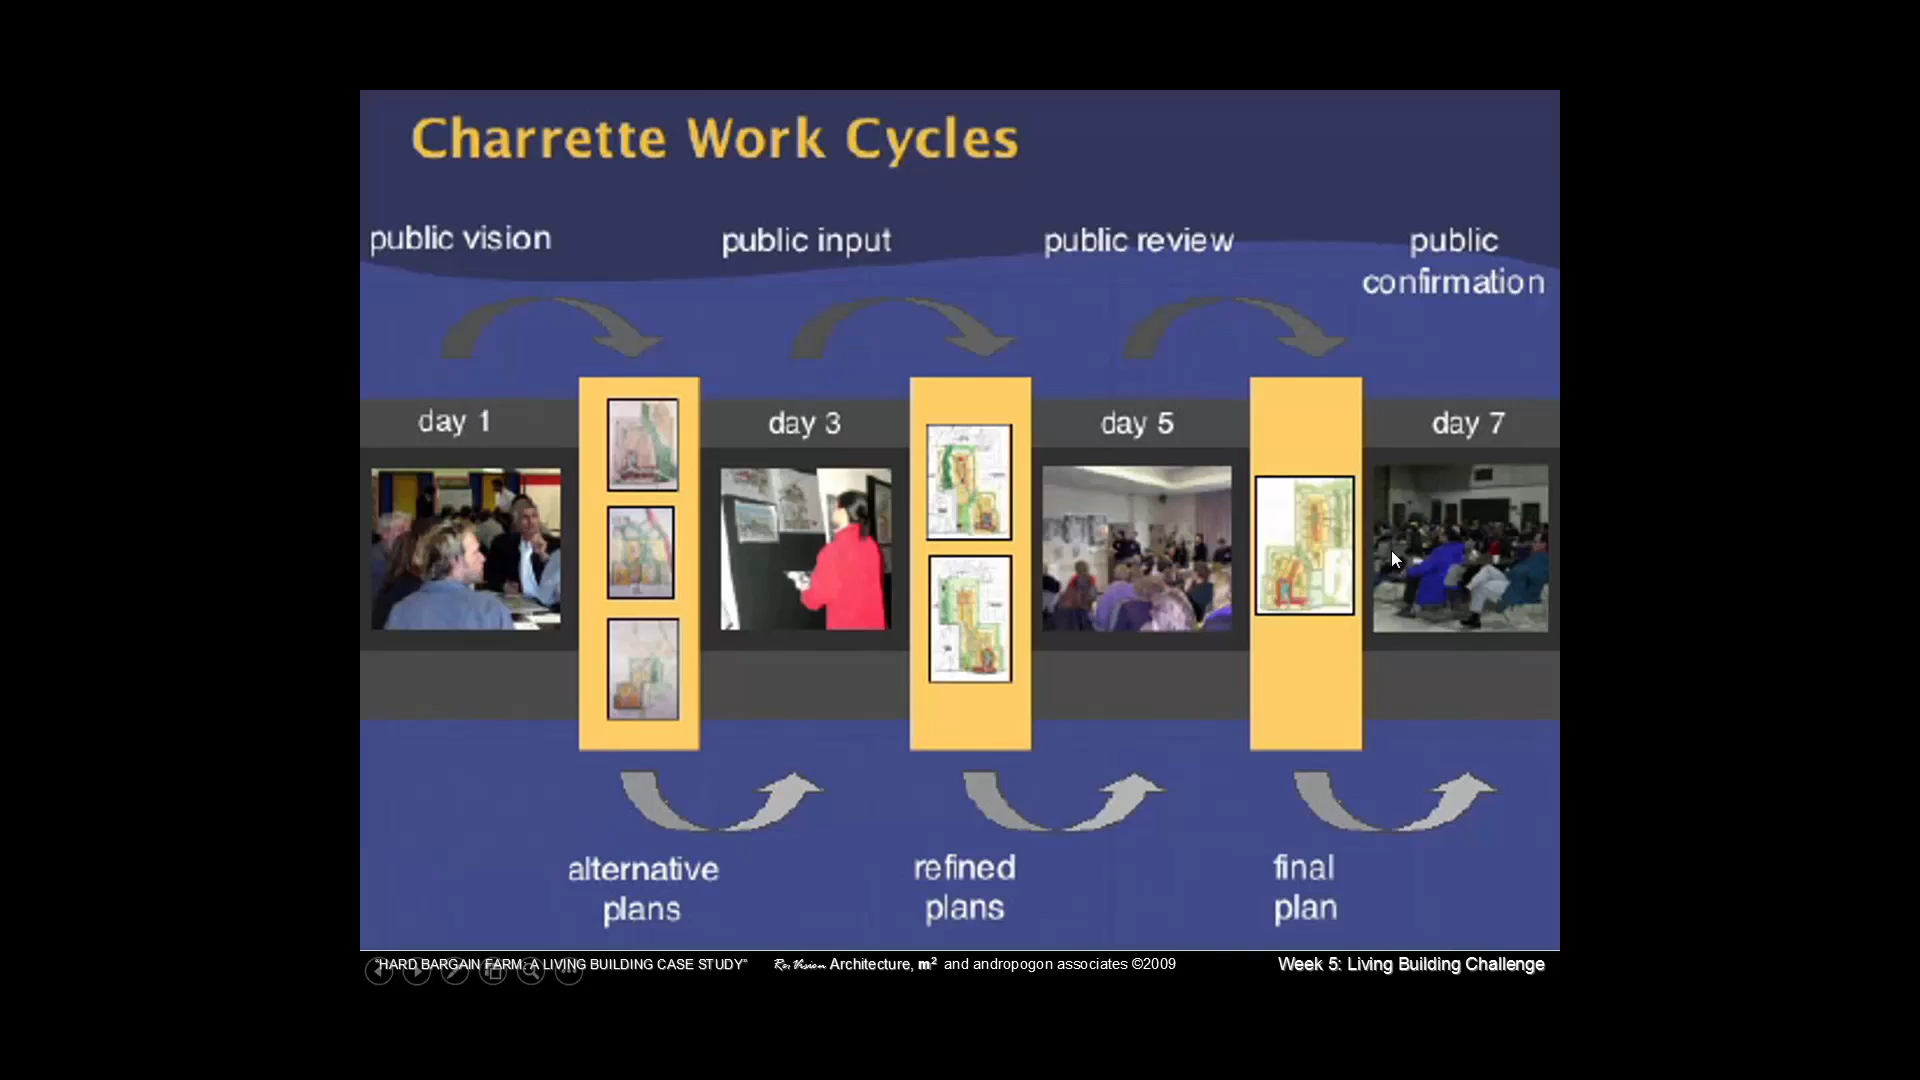 Charrette Work Cycles
public vision
public input
public review
public
confirmation
day 1
day 3
day 5
day 7
alternative
plans
refined
plans
final
plan
"HARD BARGAIN FARM: A LIVING BUILDING CASE STUDY"
Re:Vision Architecture, m² and andropogon associates ©2009
Week 5: Living Building Challenge